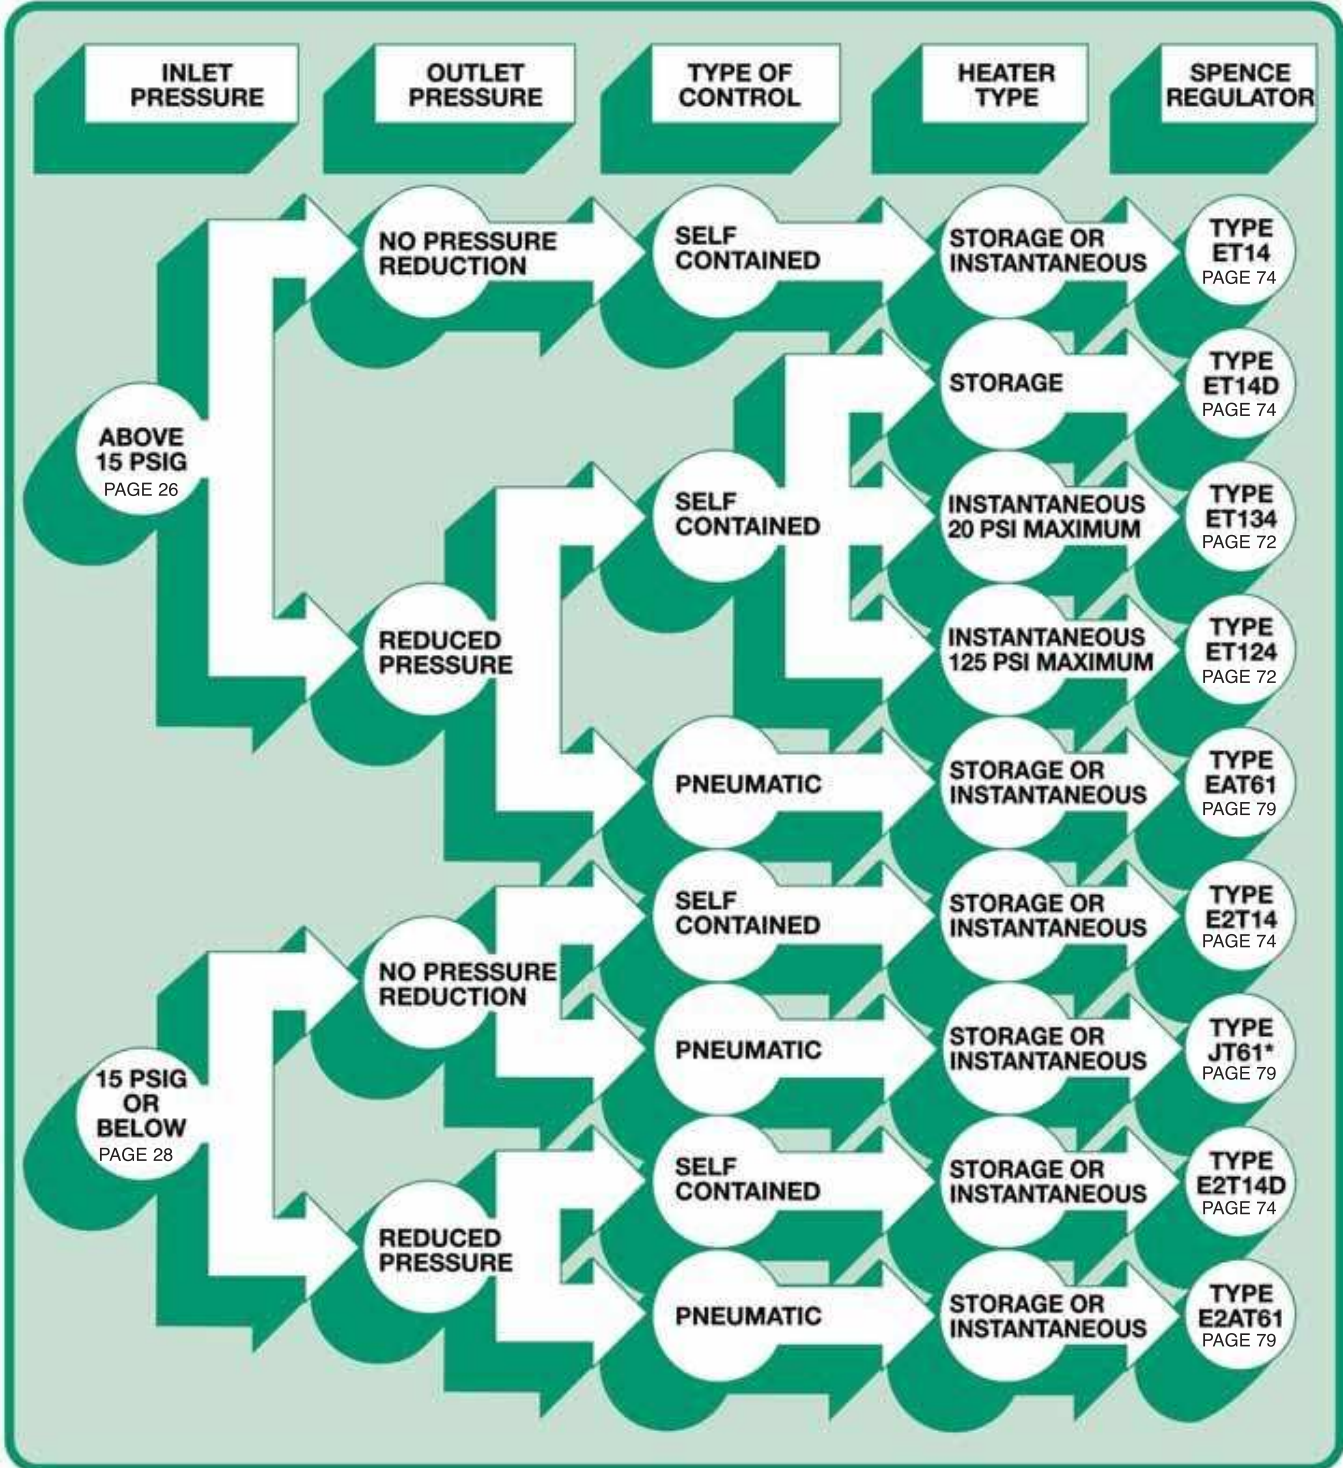 INLET
PRESSURE
OUTLET
PRESSURE
TYPE OF
CONTROL
HEATER
TYPE
SPENCE
REGULATOR
ABOVE
15 PSIG
PAGE 26
NO PRESSURE
REDUCTION
SELF
CONTAINED
STORAGE OR
INSTANTANEOUS
TYPE
ET14
PAGE 74
REDUCED
PRESSURE
SELF
CONTAINED
STORAGE
TYPE
ET14D
PAGE 74
INSTANTANEOUS
20 PSI MAXIMUM
TYPE
ET134
PAGE 72
INSTANTANEOUS
125 PSI MAXIMUM
TYPE
ET124
PAGE 72
PNEUMATIC
STORAGE OR
INSTANTANEOUS
TYPE
EAT61
PAGE 79
15 PSIG
OR
BELOW
PAGE 28
NO PRESSURE
REDUCTION
SELF
CONTAINED
STORAGE OR
INSTANTANEOUS
TYPE
E2T14
PAGE 74
PNEUMATIC
STORAGE OR
INSTANTANEOUS
TYPE
JT61*
PAGE 79
REDUCED
PRESSURE
SELF
CONTAINED
STORAGE OR
INSTANTANEOUS
TYPE
E2T14D
PAGE 74
PNEUMATIC
STORAGE OR
INSTANTANEOUS
TYPE
E2AT61
PAGE 79